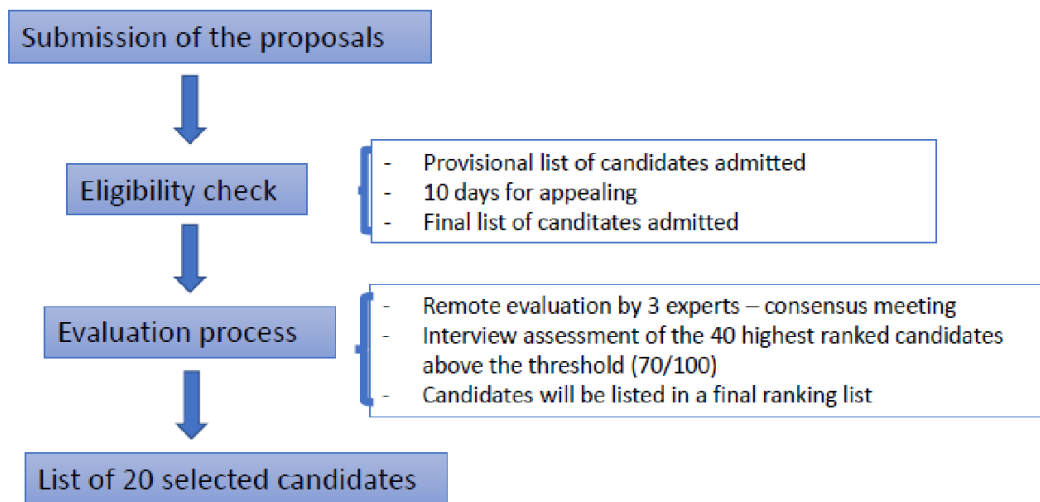 Submission of the proposals
Eligibility check
- Provisional list of candidates admitted
- 10 days for appealing
- Final list of canditates admitted
Evaluation process
- Remote evaluation by 3 experts – consensus meeting
- Interview assessment of the 40 highest ranked candidates
above the threshold (70/100)
- Candidates will be listed in a final ranking list
List of 20 selected candidates